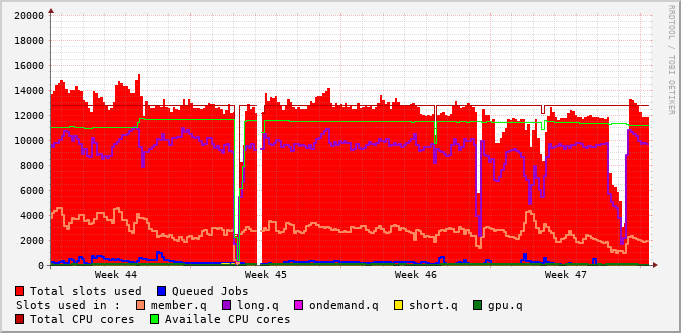 20000
18000
16000
14000
12000
10000
8000
6000
4000
2000
0
Week 44 Week 45 Week 46 Week 47
Total slots used Queued Jobs
Slots used in : member.q long.q ondemand.q short.q gpu.q
Total CPU cores Availale CPU cores
RRDTOOL / TOBI OETIKER